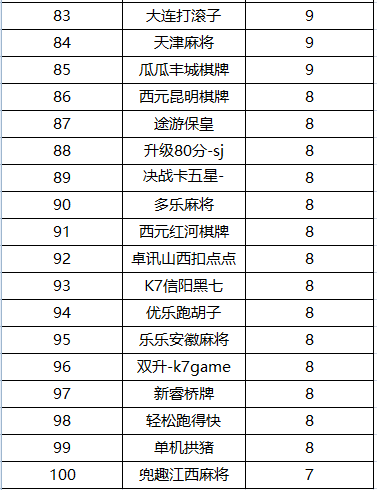 83 大连打滚子 9
84 天津麻将 9
85 瓜瓜丰城棋牌 9
86 西元昆明棋牌 8
87 途游保皇 8
88 升级80分-sj 8
89 决战卡五星- 8
90 多乐麻将 8
91 西元红河棋牌 8
92 卓讯山西扣点点 8
93 K7信阳黑七 8
94 优乐跑胡子 8
95 乐乐安徽麻将 8
96 双升-k7game 8
97 新睿桥牌 8
98 轻松跑得快 8
99 单机拱猪 8
100 兜趣江西麻将 7